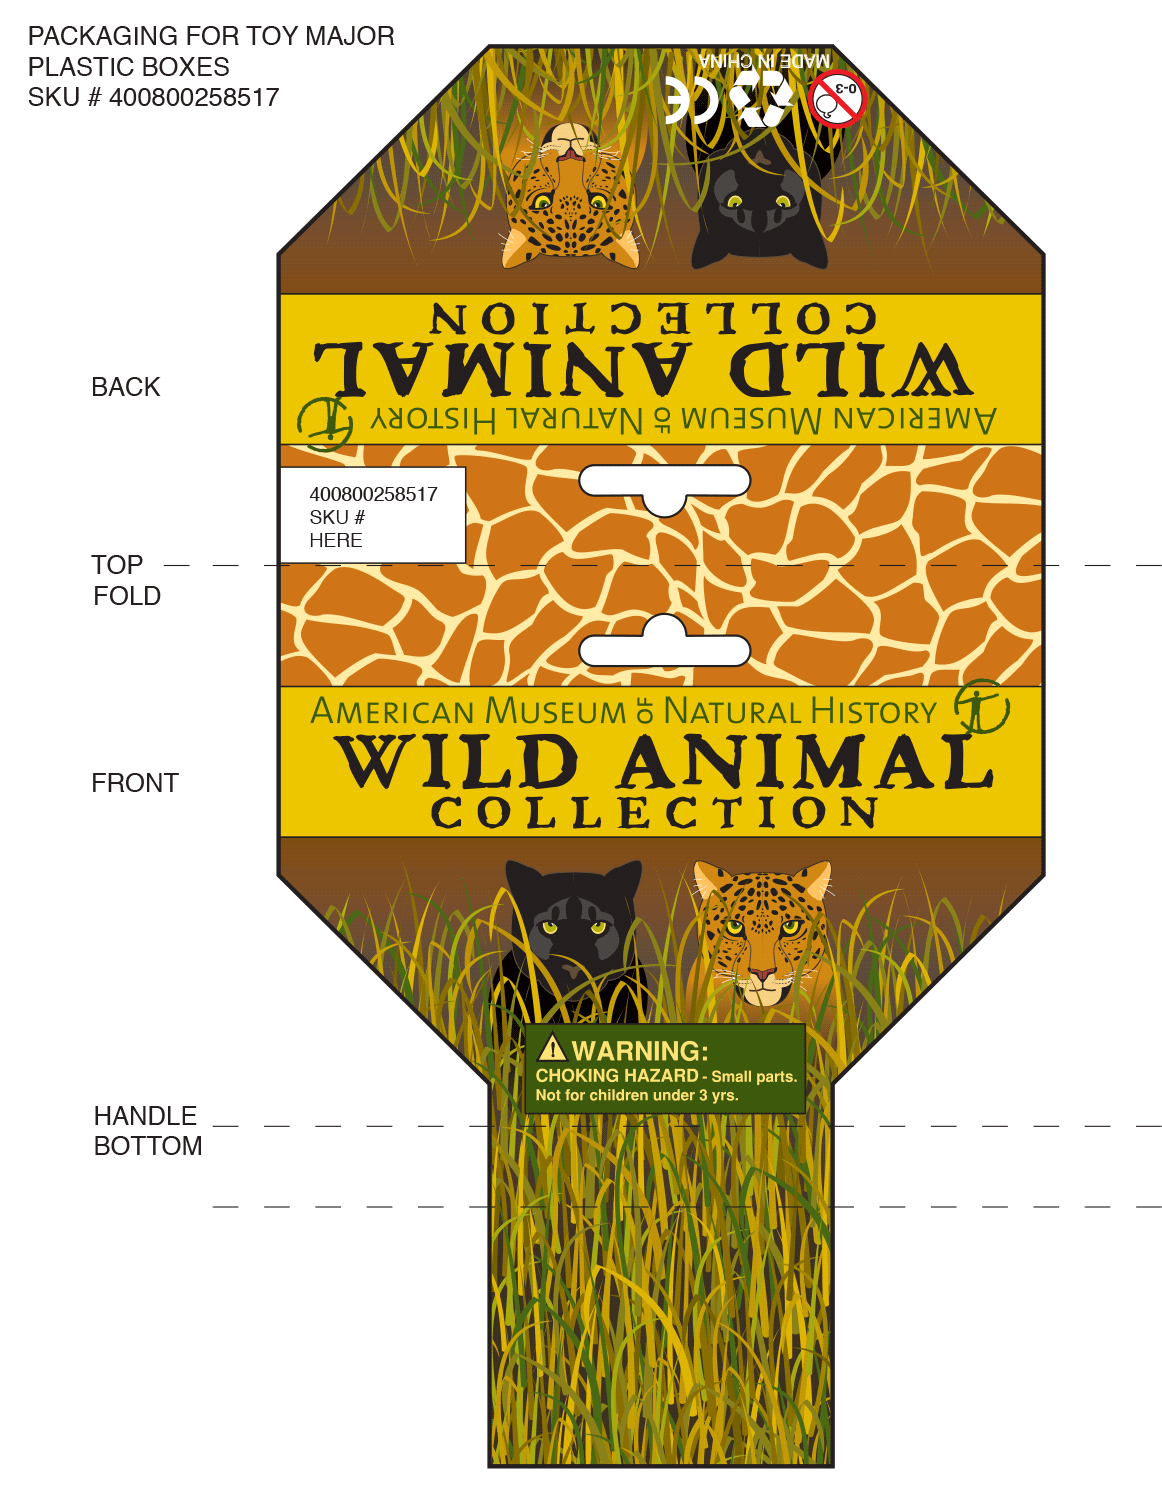 PACKAGING FOR TOY MAJOR
PLASTIC BOXES
SKU # 400800258517
MADE IN CHINA
CE
0-3
COLLECTION
WILD ANIMAL
AMERICAN MUSEUM OF NATURAL HISTORY
BACK
400800258517
SKU #
HERE
TOP
FOLD
AMERICAN MUSEUM OF NATURAL HISTORY
WILD ANIMAL
COLLECTION
FRONT
WARNING:
CHOKING HAZARD - Small parts.
Not for children under 3 yrs.
HANDLE
BOTTOM